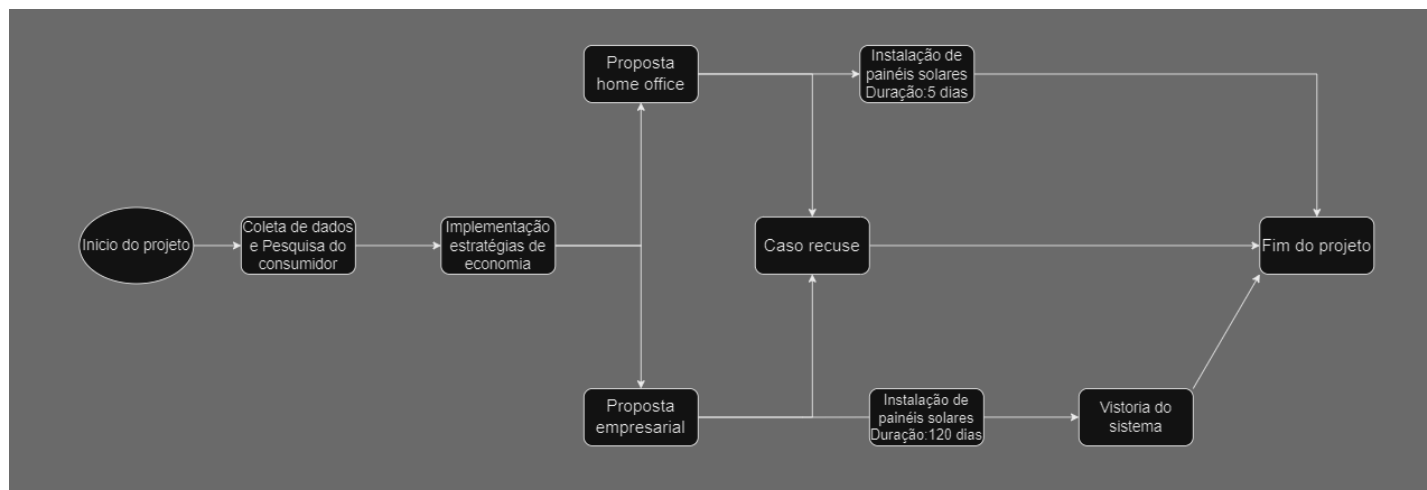 Início do projeto
Coleta de dados
e Pesquisa do
consumidor
Implementação
estratégias de
economia
Proposta
home office
Proposta
empresarial
Caso recuse
Instalação de
painéis solares
Duração:5 dias
Instalação de
painéis solares
Duração:120 dias
Vistoria do
sistema
Fim do projeto